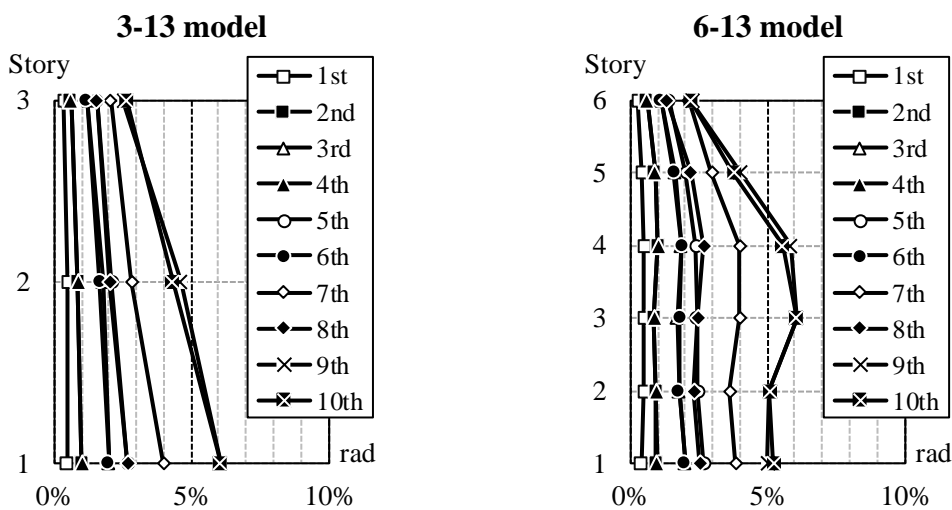 3-13 model
Story
3
2
1
0%
5%
10%
rad
1st
2nd
3rd
4th
5th
6th
7th
8th
9th
10th
6-13 model
Story
6
5
4
3
2
1
0%
5%
10%
rad
1st
2nd
3rd
4th
5th
6th
7th
8th
9th
10th